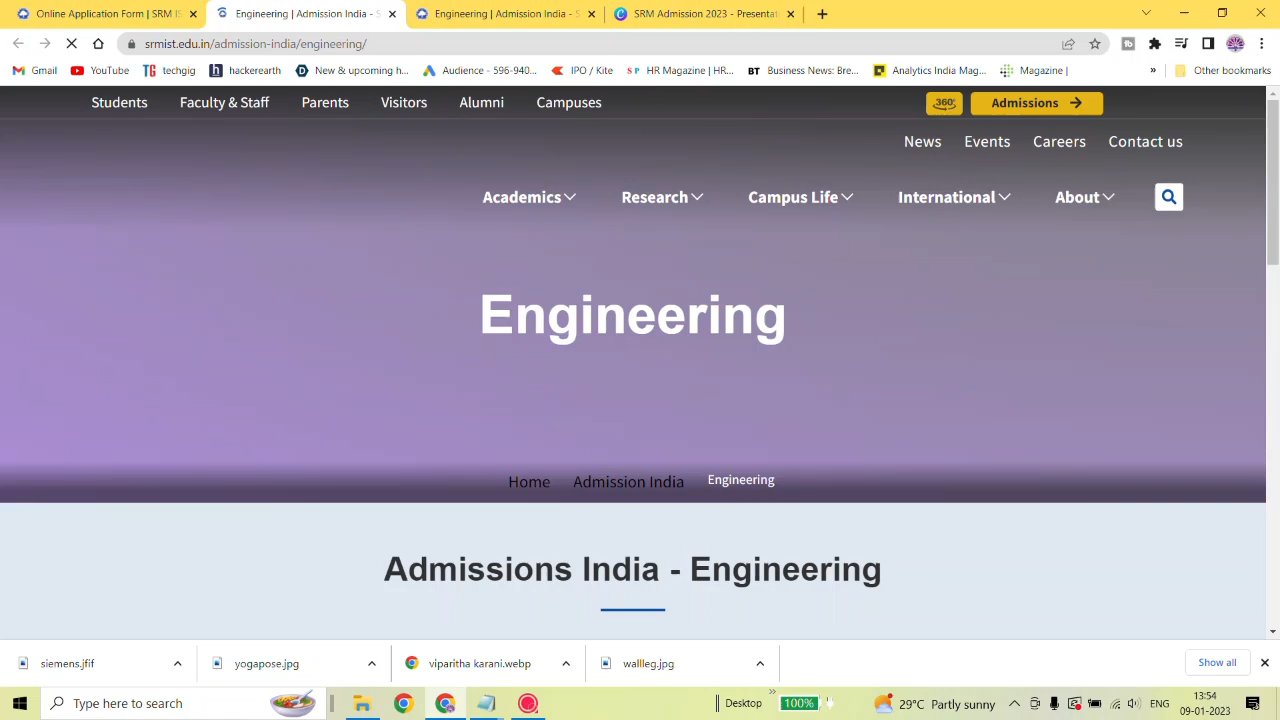 Online Application Form | SRM IS
Engineering | Admission India - S
Engineering | Admission India - S
SRM Admission 2023 - Presentat
srmist.edu.in/admission-india/engineering/
Gmail YouTube techgig hackerearth New & upcoming h... Adience - 596-940... IPO / Kite HR Magazine | HR... BT Business News: Bre... Analytics India Mag... Magazine | » Other bookmarks
Students Faculty & Staff Parents Visitors Alumni Campuses 360° Admissions
News Events Careers Contact us
Academics Research Campus Life International About
Engineering
Home Admission India Engineering
Admissions India - Engineering
siemens.jfif yogapose.jpg viparitha karani.webp wallleg.jpg Show all
Type here to search Desktop » 100% 29°C Partly sunny ENG 13:54
09-01-2023